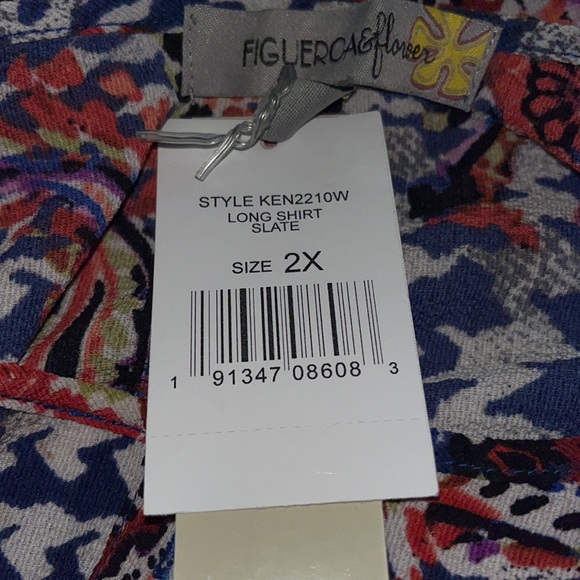 FIGUEROA&flower
STYLE KEN2210W
LONG SHIRT
SLATE
SIZE 2X
1 91347 08608 3